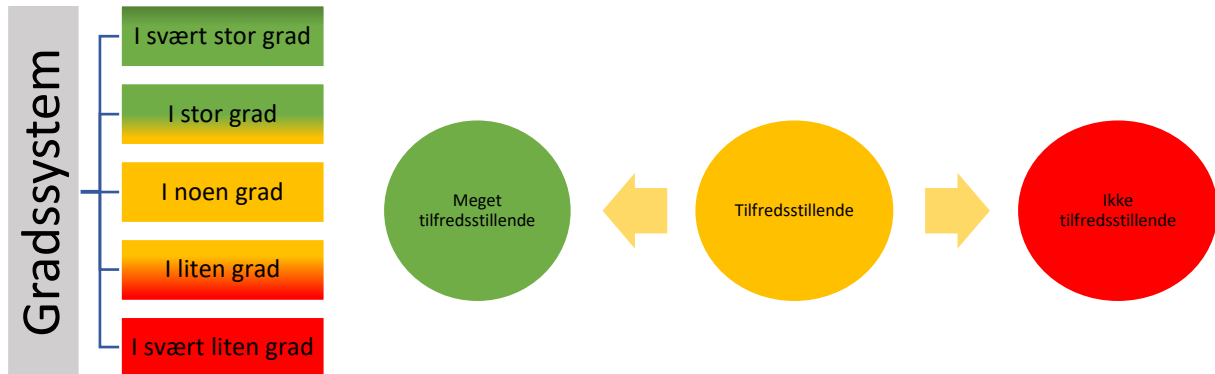 Gradssystem
I svært stor grad
I stor grad
I noen grad
I liten grad
I svært liten grad
Meget
tilfredsstillende
Tilfredsstillende
Ikke
tilfredsstillende